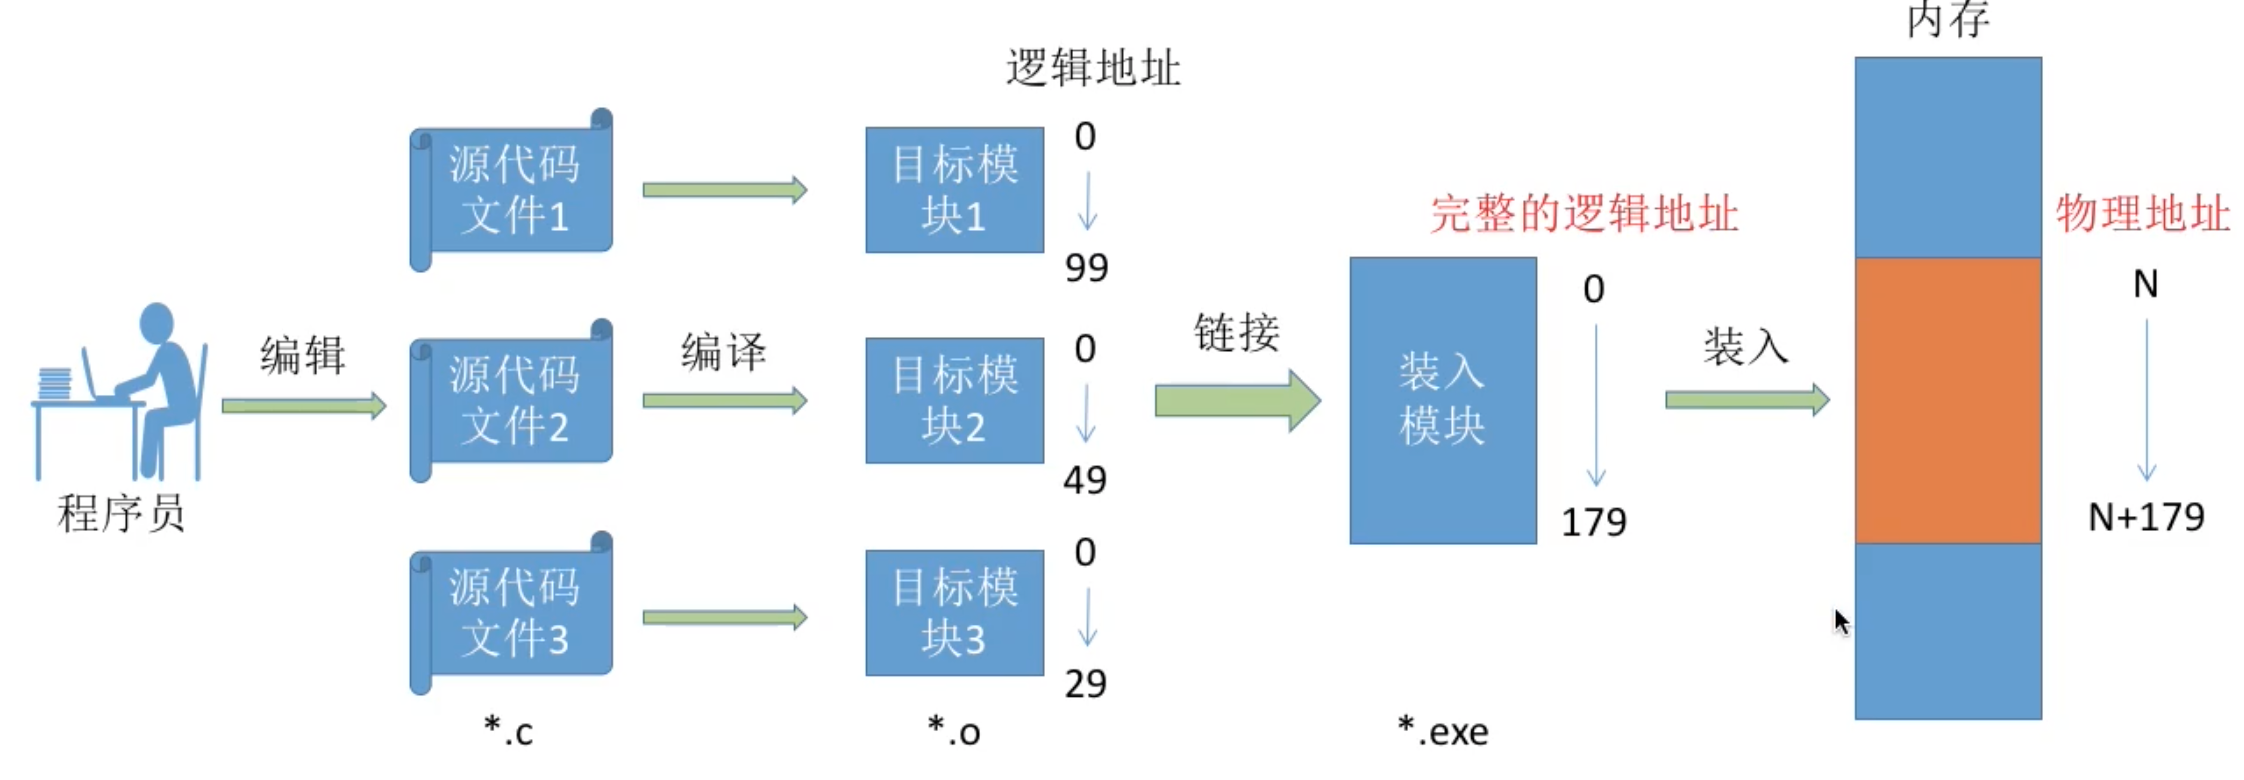 内存
逻辑地址
源代码
文件1
目标模
块1
0
99
完整的逻辑地址
物理地址
程序员
编辑
源代码
文件2
编译
目标模
块2
0
49
链接
装入
模块
0
179
装入
N
N+179
源代码
文件3
目标模
块3
0
29
*.c
*.o
*.exe